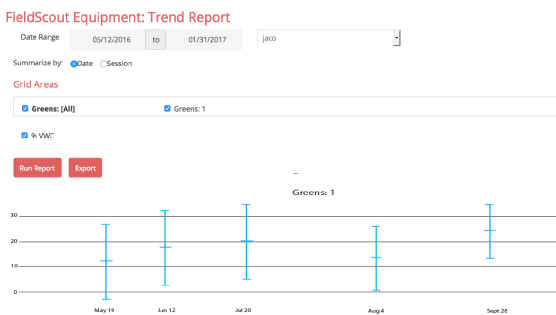 FieldScout Equipment: Trend Report
Date Range 05/12/2016 to 01/31/2017 jaco
Summarize by: Date Session
Grid Areas
Greens: [All] Greens: 1
% VWC
Run Report Export
Greens: 1
30
20
10
0
May 19 Jun 12 Jul 20 Aug 4 Sept 28